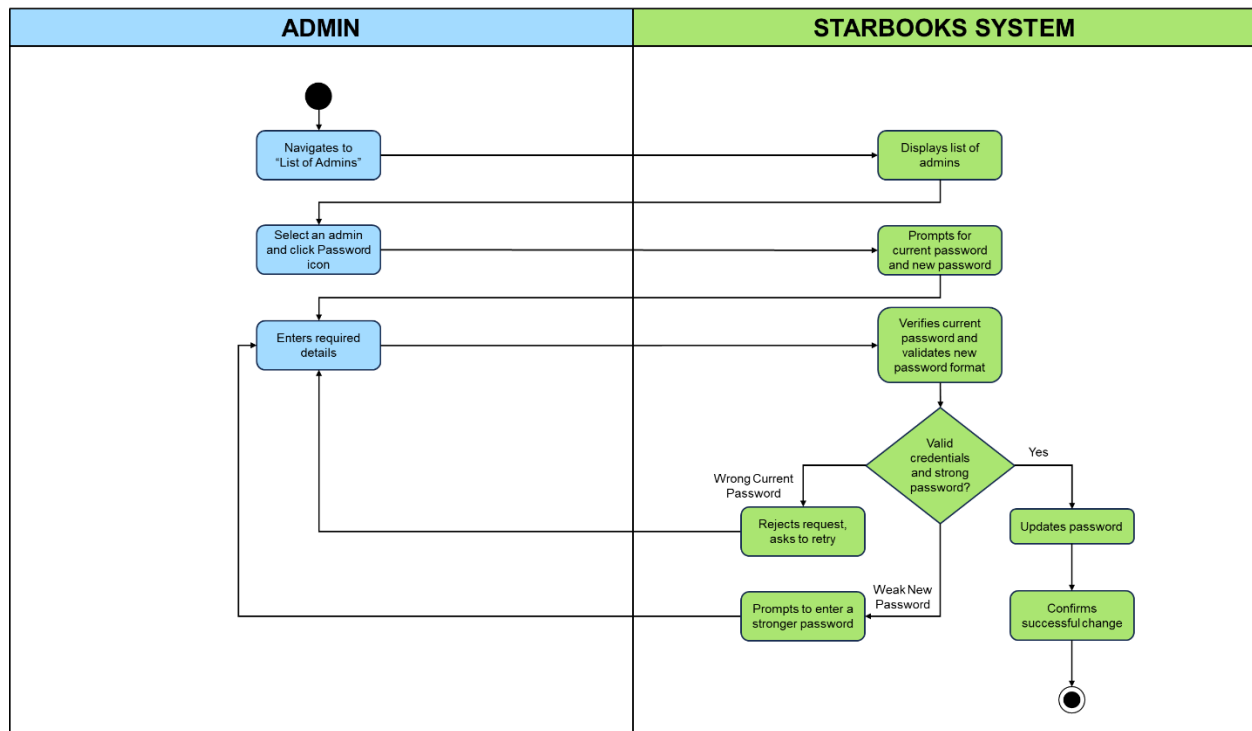 ADMIN
STARBOOKS SYSTEM
Navigates to
“List of Admins”
Displays list of
admins
Select an admin
and click Password
icon
Prompts for
current password
and new password
Enters required
details
Verifies current
password and
validates new
password format
Valid
credentials
and strong
password?
Yes
Wrong Current
Password
Rejects request,
asks to retry
Updates password
Weak New
Password
Prompts to enter a
stronger password
Confirms
successful change